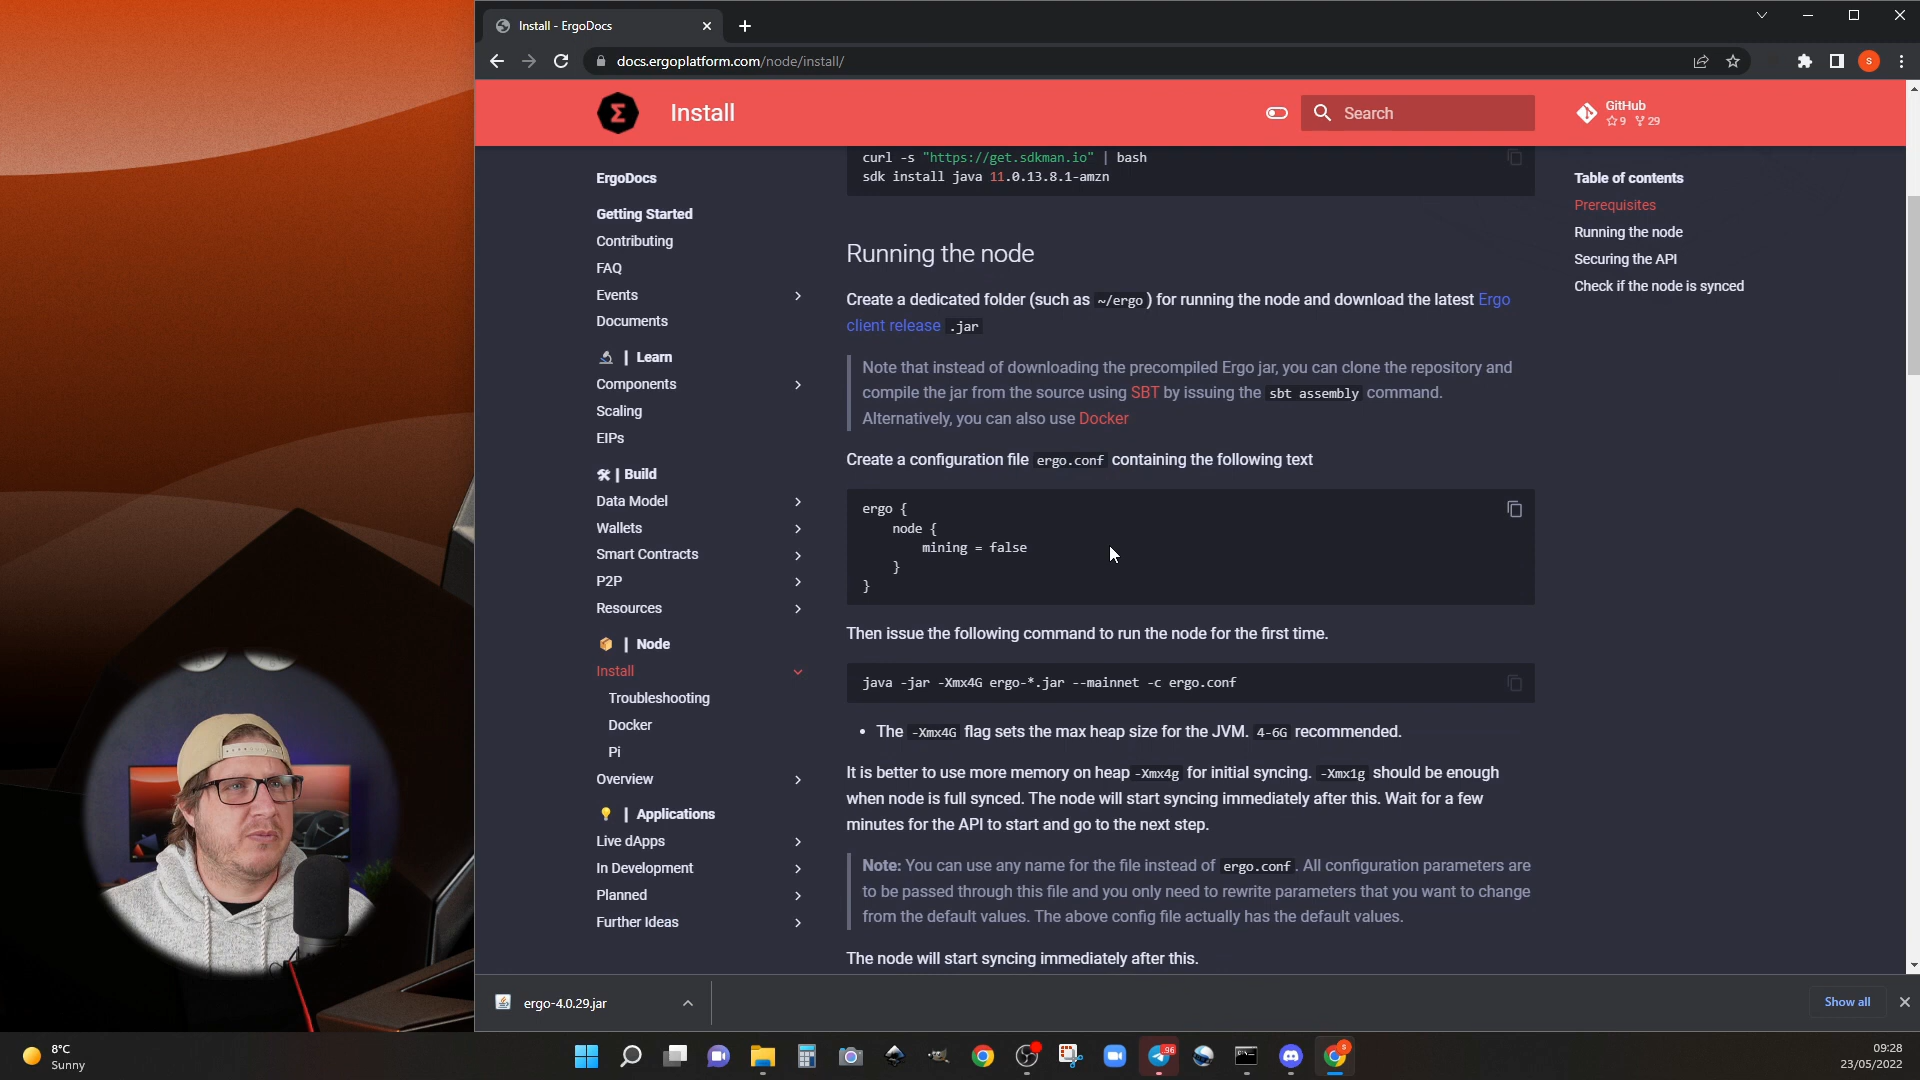 Install - ErgoDocs
docs.ergoplatform.com/node/install/
S
Σ
Install
Search
GitHub
9 29
ErgoDocs
Getting Started
Contributing
FAQ
Events
Documents
| Learn
Components
Scaling
EIPs
| Build
Data Model
Wallets
Smart Contracts
P2P
Resources
| Node
Install
Troubleshooting
Docker
Pi
Overview
| Applications
Live dApps
In Development
Planned
Further Ideas
curl -s "https://get.sdkman.io" | bash
sdk install java 11.0.13.8.1-amzn
Running the node
Create a dedicated folder (such as ~/ergo ) for running the node and download the latest Ergo
client release .jar
Note that instead of downloading the precompiled Ergo jar, you can clone the repository and
compile the jar from the source using SBT by issuing the sbt assembly command.
Alternatively, you can also use Docker
Create a configuration file ergo.conf containing the following text
ergo {
node {
mining = false
}
}
Then issue the following command to run the node for the first time.
java -jar -Xmx4G ergo-*.jar --mainnet -c ergo.conf
• The -Xmx4G flag sets the max heap size for the JVM. 4-6G recommended.
It is better to use more memory on heap -Xmx4g for initial syncing. -Xmx1g should be enough
when node is full synced. The node will start syncing immediately after this. Wait for a few
minutes for the API to start and go to the next step.
Note: You can use any name for the file instead of ergo.conf . All configuration parameters are
to be passed through this file and you only need to rewrite parameters that you want to change
from the default values. The above config file actually has the default values.
The node will start syncing immediately after this.
Table of contents
Prerequisites
Running the node
Securing the API
Check if the node is synced
ergo-4.0.29.jar
Show all
8°C
Sunny
96
S
09:28
23/05/2022